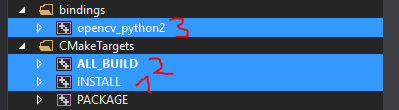 bindings
opencv_python2 3
CMakeTargets
ALL_BUILD 2
INSTALL 1
PACKAGE